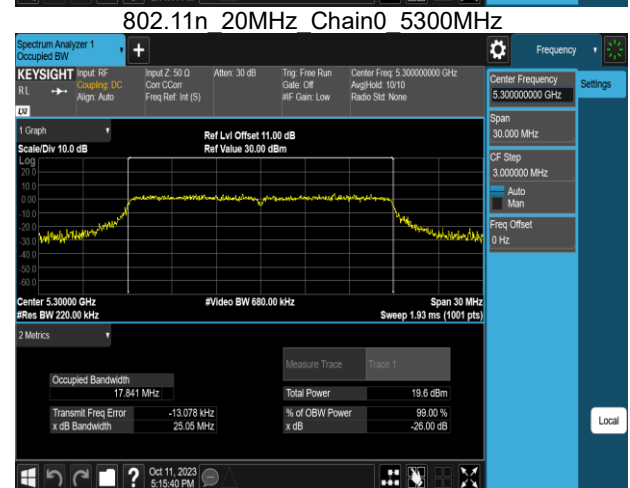 802.11n_20MHz_Chain0_5300MHz
Spectrum Analyzer 1
Occupied BW
+
Frequency
KEYSIGHT
RL
LXI
Input: RF
Coupling: DC
Align: Auto
Input Z: 50 Ω
Corr CCorr
Freq Ref: Int (S)
Atten: 30 dB
Trig: Free Run
Gate: Off
#IF Gain: Low
Center Freq: 5.300000000 GHz
Avg|Hold: 10/10
Radio Std: None
Center Frequency
5.300000000 GHz
Settings
Span
30.000 MHz
CF Step
3.000000 MHz
Auto
Man
Freq Offset
0 Hz
Local
1 Graph
Scale/Div 10.0 dB
Ref Lvl Offset 11.00 dB
Ref Value 30.00 dBm
Log
20.0
10.0
0.00
-10.0
-20.0
-30.0
-40.0
-50.0
-60.0
Center 5.30000 GHz
#Res BW 220.00 kHz
#Video BW 680.00 kHz
Span 30 MHz
Sweep 1.93 ms (1001 pts)
2 Metrics
Measure Trace
Trace 1
Occupied Bandwidth
17.841 MHz
Total Power
19.6 dBm
Transmit Freq Error
-13.078 kHz
% of OBW Power
99.00 %
x dB Bandwidth
25.05 MHz
x dB
-26.00 dB
?
Oct 11, 2023
5:15:40 PM